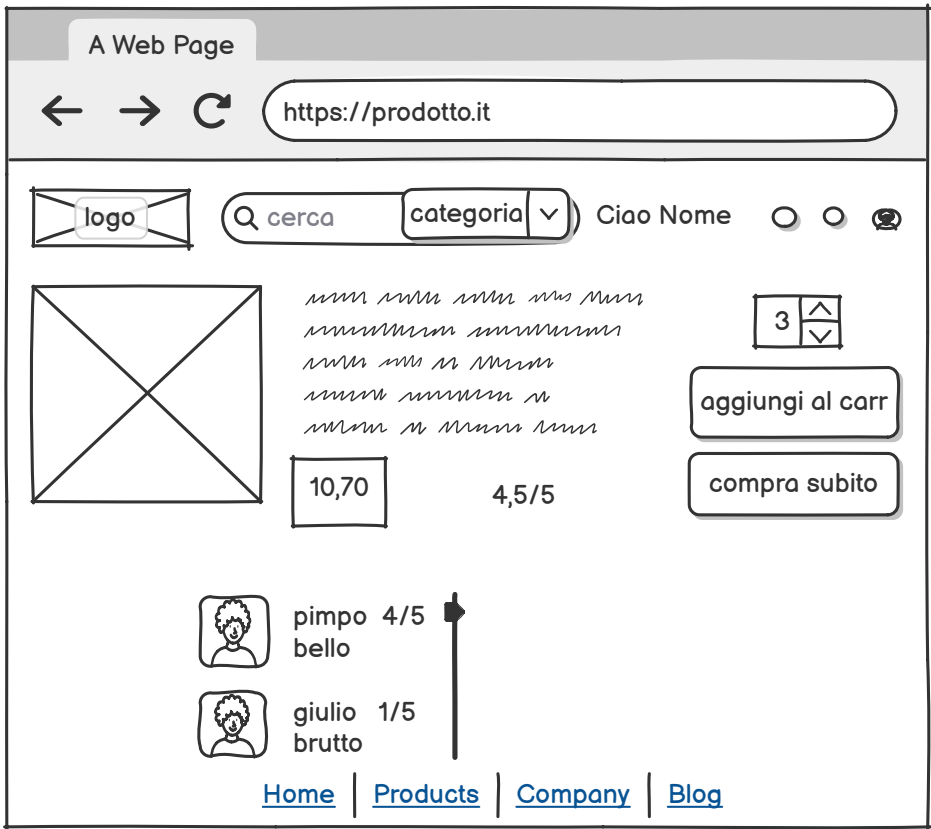 A Web Page
https://prodotto.it
logo
cerca
categoria
Ciao Nome
3
aggiungi al carr
compra subito
10,70
4,5/5
pimpo 4/5
bello
giulio 1/5
brutto
Home Products Company Blog